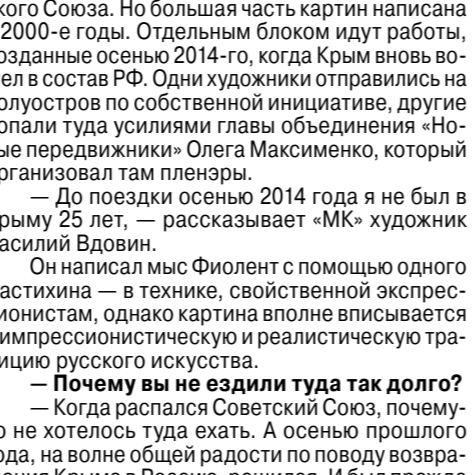 кого Союза. Но большая часть картин написана
2000-е годы. Отдельным блоком идут работы,
озданные осенью 2014-го, когда Крым вновь во-
ел в состав РФ. Одни художники отправились на
олуостров по собственной инициативе, другие
опали туда усилиями главы объединения «Но-
ые передвижники» Олега Максименко, который
рганизовал там пленэры.
— До поездки осенью 2014 года я не был в
рыму 25 лет, — рассказывает «МК» художник
асилий Вдовин.
Он написал мыс Фиолент с помощью одного
астихина — в технике, свойственной экспрес-
ионистам, однако картина вполне вписывается
импрессионистическую и реалистическую тра-
ицию русского искусства.
— Почему вы не ездили туда так долго?
— Когда распался Советский Союз, почему-
о не хотелось туда ехать. А осенью прошлого
ода, на волне общей радости по поводу возвра-
ения Крыма в Россию, решился. И был